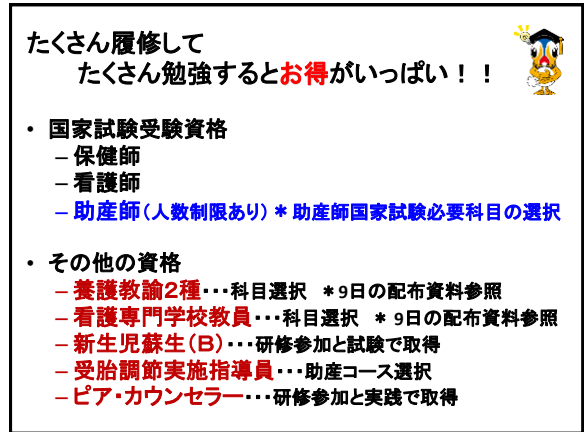 たくさん履修して
たくさん勉強するとお得がいっぱい！！
• 国家試験受験資格
– 保健師
– 看護師
– 助産師（人数制限あり）＊助産師国家試験必要科目の選択
• その他の資格
– 養護教諭２種･･･科目選択　＊9日の配布資料参照
– 看護専門学校教員･･･科目選択　＊ 9日の配布資料参照
– 新生児蘇生（Ｂ）･･･研修参加と試験で取得
– 受胎調節実施指導員･･･助産コース選択
– ピア・カウンセラー･･･研修参加と実践で取得